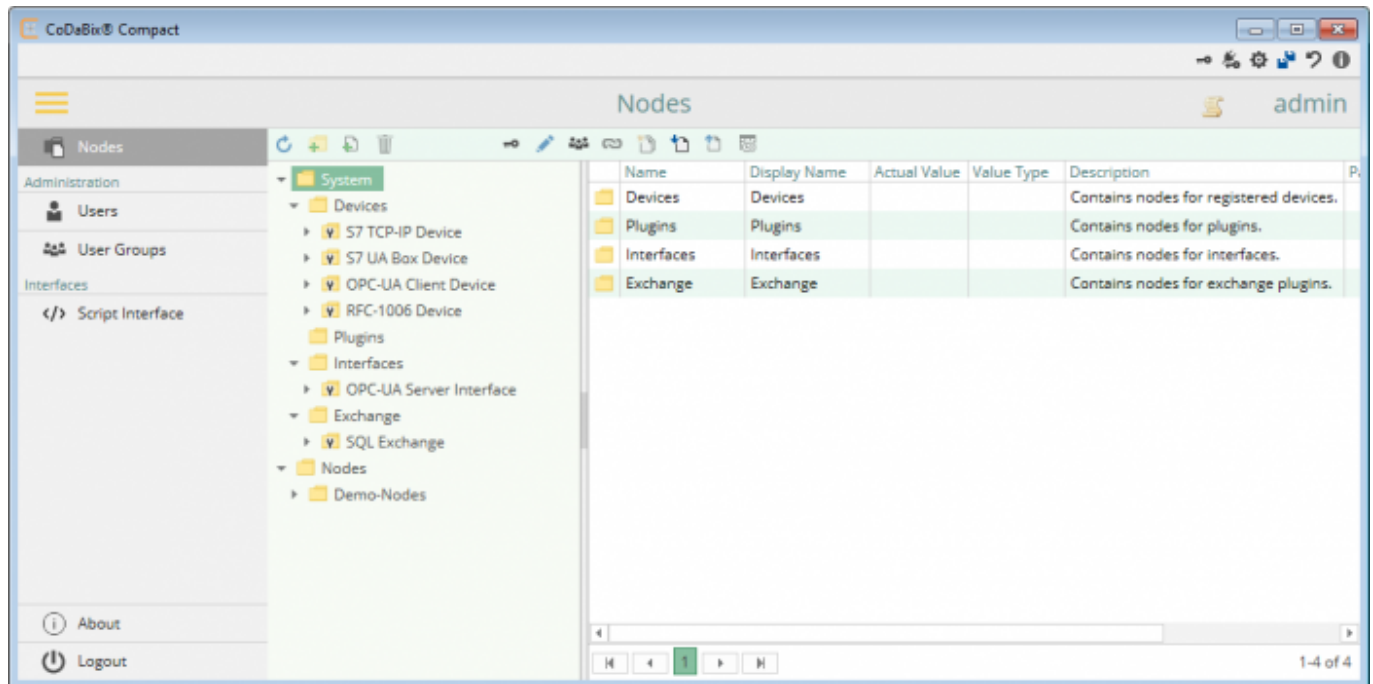 CoDaBix® Compact
Nodes
admin
Nodes
Administration
Users
User Groups
Interfaces
Script Interface
About
Logout
System
Devices
S7 TCP-IP Device
S7 UA Box Device
OPC-UA Client Device
RFC-1006 Device
Plugins
Interfaces
OPC-UA Server Interface
Exchange
SQL Exchange
Nodes
Demo-Nodes
Name Display Name Actual Value Value Type Description
Devices Devices Contains nodes for registered devices.
Plugins Plugins Contains nodes for plugins.
Interfaces Interfaces Contains nodes for interfaces.
Exchange Exchange Contains nodes for exchange plugins.
1
1-4 of 4